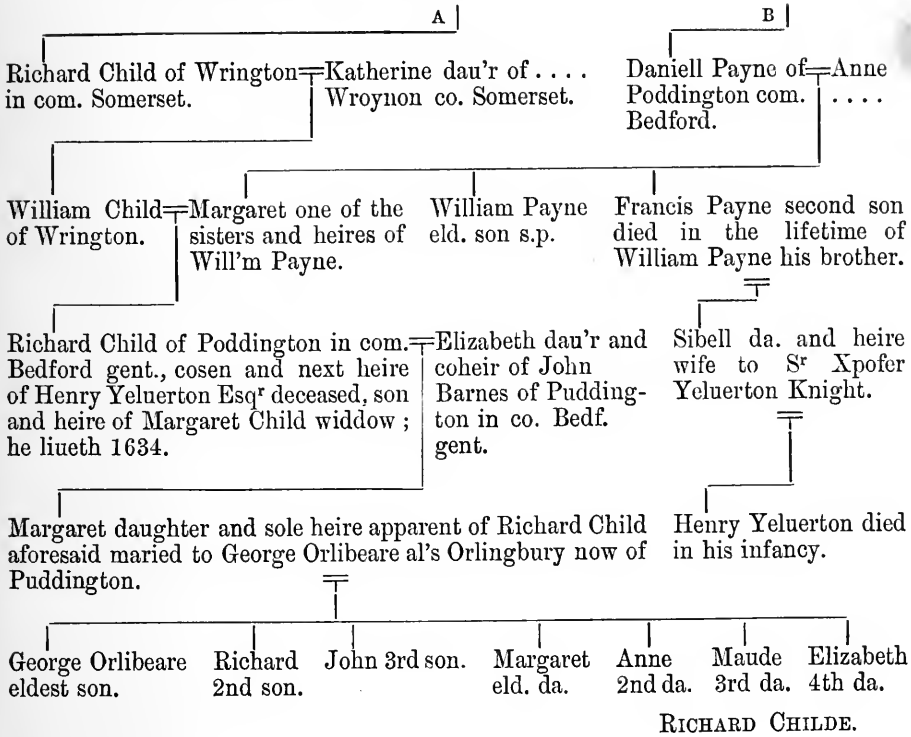 A B
Richard Child of Wrington in com. Somerset.
Katherine dau'r of . . . . Wroynon co. Somerset.
Daniell Payne of Poddington com. Bedford.
Anne . . . .
William Child of Wrington.
Margaret one of the sisters and heires of Will'm Payne.
William Payne eld. son s.p.
Francis Payne second son died in the lifetime of William Payne his brother.
Richard Child of Poddington in com. Bedford gent., cosen and next heire of Henry Yeluerton Esqʳ deceased, son and heire of Margaret Child widdow ; he liueth 1634.
Elizabeth dau'r and coheir of John Barnes of Puddington in co. Bedf. gent.
Sibell da. and heire wife to Sʳ Xpofer Yeluerton Knight.
Margaret daughter and sole heire apparent of Richard Child aforesaid maried to George Orlibeare al's Orlingbury now of Puddington.
Henry Yeluerton died in his infancy.
George Orlibeare eldest son.
Richard 2nd son.
John 3rd son.
Margaret eld. da.
Anne 2nd da.
Maude 3rd da.
Elizabeth 4th da.
RICHARD CHILDE.